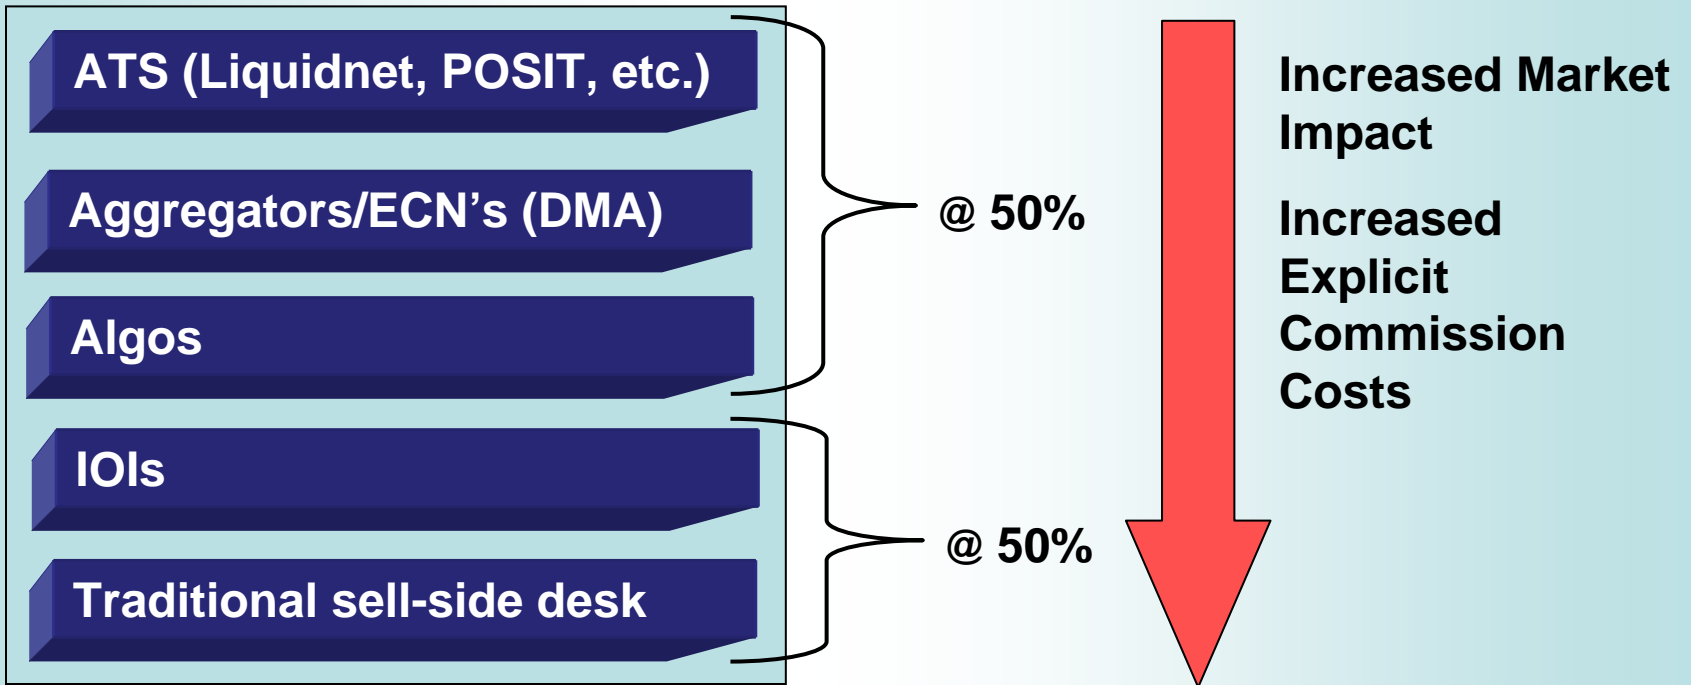 ATS (Liquidnet, POSIT, etc.)
Aggregators/ECN’s (DMA)
Algos
@ 50%
IOIs
Traditional sell-side desk
@ 50%
Increased Market
Impact
Increased
Explicit
Commission
Costs